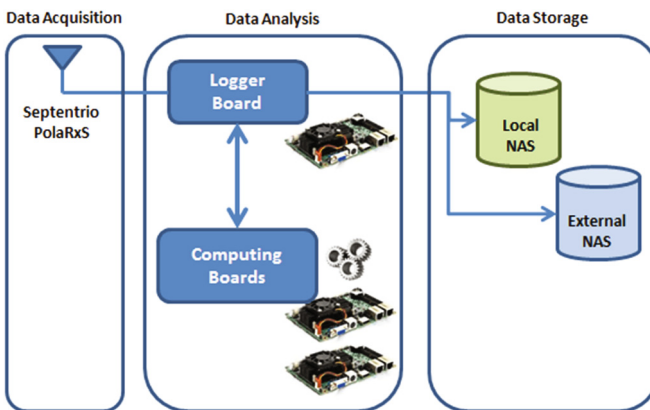 Data Acquisition
Data Analysis
Data Storage
Septentrio
PolaRxS
Logger
Board
Computing
Boards
Local
NAS
External
NAS